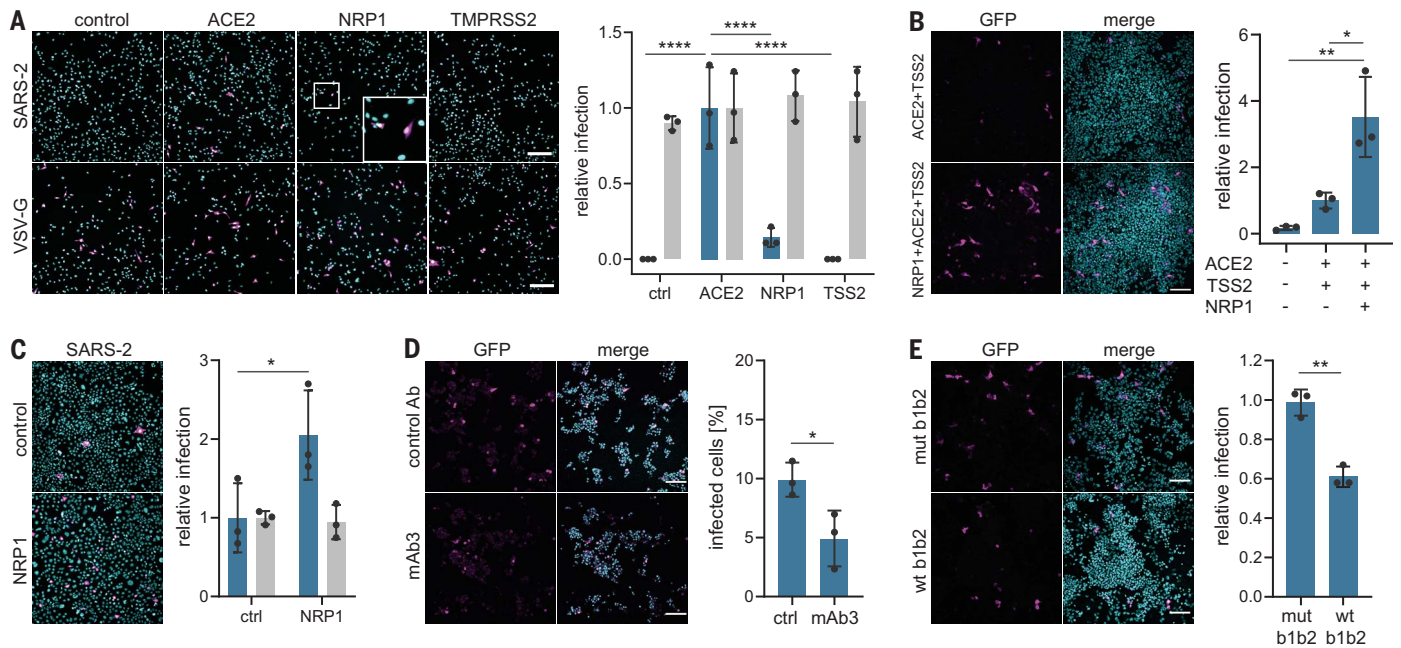 A
control ACE2 NRP1 TMPRSS2
SARS-2
VSV-G
relative infection
1.5
1.0
0.5
0.0
**** **** ****
ctrl ACE2 NRP1 TSS2
B
GFP merge
ACE2+TSS2
NRP1+ACE2+TSS2
relative infection
6
4
2
0
*
**
ACE2 - + +
TSS2 - + +
NRP1 - - +
C
SARS-2
control
NRP1
relative infection
3
2
1
0
*
ctrl NRP1
D
GFP merge
control Ab
mAb3
infected cells [%]
20
15
10
5
0
*
ctrl mAb3
E
GFP merge
mut b1b2
wt b1b2
relative infection
1.2
1.0
0.8
0.6
0.4
0.2
0.0
**
mut wt
b1b2 b1b2